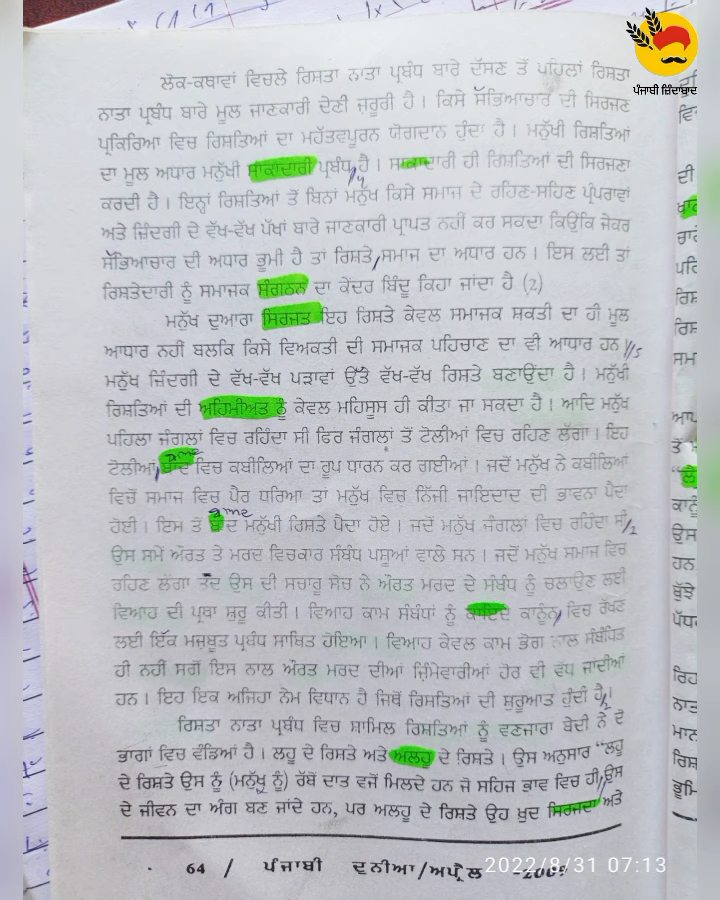 ਪੰਜਾਬੀ ਜ਼ਿੰਦਾਬਾਦ
ਲੋਕ-ਕਥਾਵਾਂ ਵਿਚਲੇ ਰਿਸ਼ਤਾ ਨਾਤਾ ਪ੍ਰਬੰਧ ਬਾਰੇ ਦੱਸਣ ਤੋਂ ਪਹਿਲਾਂ ਰਿਸ਼ਤਾ
ਨਾਤਾ ਪ੍ਰਬੰਧ ਬਾਰੇ ਮੂਲ ਜਾਣਕਾਰੀ ਦੇਣੀ ਜ਼ਰੂਰੀ ਹੈ । ਕਿਸੇ ਸੱਭਿਆਚਾਰ ਦੀ ਸਿਰਜਣ
ਪ੍ਰਕਿਰਿਆ ਵਿਚ ਰਿਸ਼ਤਿਆਂ ਦਾ ਮਹੱਤਵਪੂਰਨ ਯੋਗਦਾਨ ਹੁੰਦਾ ਹੈ । ਮਨੁੱਖੀ ਰਿਸ਼ਤਿਆਂ
ਦਾ ਮੂਲ ਅਧਾਰ ਮਨੁੱਖੀ ਸਾਕਾਦਾਰੀ ਪ੍ਰਬੰਧ ਹੈ । ਸਾਕਾਦਾਰੀ ਹੀ ਰਿਸ਼ਤਿਆਂ ਦੀ ਸਿਰਜਣਾ
ਕਰਦੀ ਹੈ । ਇਨ੍ਹਾਂ ਰਿਸ਼ਤਿਆਂ ਤੋਂ ਬਿਨਾਂ ਮਨੁੱਖ ਕਿਸੇ ਸਮਾਜ ਦੇ ਰਹਿਣ-ਸਹਿਣ ਪ੍ਰੰਪਰਾਵਾਂ
ਅਤੇ ਜ਼ਿੰਦਗੀ ਦੇ ਵੱਖ-ਵੱਖ ਪੱਖਾਂ ਬਾਰੇ ਜਾਣਕਾਰੀ ਪ੍ਰਾਪਤ ਨਹੀਂ ਕਰ ਸਕਦਾ ਕਿਉਂਕਿ ਜੇਕਰ
ਸੱਭਿਆਚਾਰ ਦੀ ਅਧਾਰ ਭੂਮੀ ਹੈ ਤਾਂ ਰਿਸ਼ਤੇ ਸਮਾਜ ਦਾ ਅਧਾਰ ਹਨ । ਇਸ ਲਈ ਤਾਂ
ਰਿਸ਼ਤੇਦਾਰੀ ਨੂੰ ਸਮਾਜਕ ਸੰਗਠਨ ਦਾ ਕੇਂਦਰ ਬਿੰਦੂ ਕਿਹਾ ਜਾਂਦਾ ਹੈ (2)
ਮਨੁੱਖ ਦੁਆਰਾ ਸਿਰਜਤ ਇਹ ਰਿਸ਼ਤੇ ਕੇਵਲ ਸਮਾਜਕ ਸ਼ਕਤੀ ਦਾ ਹੀ ਮੂਲ
ਆਧਾਰ ਨਹੀਂ ਬਲਕਿ ਕਿਸੇ ਵਿਅਕਤੀ ਦੀ ਸਮਾਜਕ ਪਹਿਚਾਣ ਦਾ ਵੀ ਆਧਾਰ ਹਨ
ਮਨੁੱਖ ਜ਼ਿੰਦਗੀ ਦੇ ਵੱਖ-ਵੱਖ ਪੜਾਵਾਂ ਉੱਤੇ ਵੱਖ-ਵੱਖ ਰਿਸ਼ਤੇ ਬਣਾਉਂਦਾ ਹੈ । ਮਨੁੱਖੀ
ਰਿਸ਼ਤਿਆਂ ਦੀ ਅਹਿਮੀਅਤ ਨੂੰ ਕੇਵਲ ਮਹਿਸੂਸ ਹੀ ਕੀਤਾ ਜਾ ਸਕਦਾ ਹੈ । ਆਦਿ ਮਨੁੱਖ
ਪਹਿਲਾ ਜੰਗਲਾਂ ਵਿਚ ਰਹਿੰਦਾ ਸੀ ਫਿਰ ਜੰਗਲਾਂ ਤੋਂ ਟੋਲੀਆਂ ਵਿਚ ਰਹਿਣ ਲੱਗਾ । ਇਹ
ਟੋਲੀਆਂ ਬਾਦ ਵਿਚ ਕਬੀਲਿਆਂ ਦਾ ਰੂਪ ਧਾਰਨ ਕਰ ਗਈਆਂ । ਜਦੋਂ ਮਨੁੱਖ ਨੇ ਕਬੀਲਿਆ
ਵਿਚੋਂ ਸਮਾਜ ਵਿਚ ਪੈਰ ਧਰਿਆ ਤਾਂ ਮਨੁੱਖ ਵਿਚ ਨਿੱਜੀ ਜਾਇਦਾਦ ਦੀ ਭਾਵਨਾ ਪੈਦਾ
ਹੋਈ । ਇਸ ਤੋਂ ਬਾਦ ਮਨੁੱਖੀ ਰਿਸ਼ਤੇ ਪੈਦਾ ਹੋਏ । ਜਦੋਂ ਮਨੁੱਖ ਜੰਗਲਾਂ ਵਿਚ ਰਹਿੰਦਾ ਸੀ
ਉਸ ਸਮੇਂ ਔਰਤ ਤੇ ਮਰਦ ਵਿਚਕਾਰ ਸੰਬੰਧ ਪਸ਼ੂਆਂ ਵਾਲੇ ਸਨ । ਜਦੋਂ ਮਨੁੱਖ ਸਮਾਜ ਵਿਚ
ਰਹਿਣ ਲੱਗਾ ਤਦ ਉਸ ਦੀ ਸਚਾਰੂ ਸੋਚ ਨੇ ਔਰਤ ਮਰਦ ਦੇ ਸੰਬੰਧ ਨੂੰ ਚਲਾਉਣ ਲਈ
ਵਿਆਹ ਦੀ ਪ੍ਰਥਾ ਸ਼ੁਰੂ ਕੀਤੀ । ਵਿਆਹ ਕਾਮ ਸੰਬੰਧਾਂ ਨੂੰ ਕਾਇਦੇ ਕਾਨੂੰਨ ਵਿਚ ਰੱਖਣ
ਲਈ ਇੱਕ ਮਜ਼ਬੂਤ ਪ੍ਰਬੰਧ ਸਾਬਿਤ ਹੋਇਆ । ਵਿਆਹ ਕੇਵਲ ਕਾਮ ਭੋਗ ਨਾਲ ਸੰਬੰਧਿਤ
ਹੀ ਨਹੀਂ ਸਗੋਂ ਇਸ ਨਾਲ ਔਰਤ ਮਰਦ ਦੀਆਂ ਜ਼ਿੰਮੇਵਾਰੀਆਂ ਹੋਰ ਵੀ ਵੱਧ ਜਾਂਦੀਆਂ
ਹਨ । ਇਹ ਇਕ ਅਜਿਹਾ ਨੇਮ ਵਿਧਾਨ ਹੈ ਜਿਥੋਂ ਰਿਸ਼ਤਿਆਂ ਦੀ ਸ਼ੁਰੂਆਤ ਹੁੰਦੀ ਹੈ
ਰਿਸ਼ਤਾ ਨਾਤਾ ਪ੍ਰਬੰਧ ਵਿਚ ਸ਼ਾਮਿਲ ਰਿਸ਼ਤਿਆਂ ਨੂੰ ਵਣਜਾਰਾ ਬੇਦੀ ਨੇ ਦੋ
ਭਾਗਾਂ ਵਿਚ ਵੰਡਿਆਂ ਹੈ । ਲਹੂ ਦੇ ਰਿਸ਼ਤੇ ਅਤੇ ਅਲਹੂ ਦੇ ਰਿਸ਼ਤੇ । ਉਸ ਅਨੁਸਾਰ "ਲਹੂ
ਦੇ ਰਿਸ਼ਤੇ ਉਸ ਨੂੰ (ਮਨੁੱਖ ਨੂੰ) ਰੱਬੋਂ ਦਾਤ ਵਜੋਂ ਮਿਲਦੇ ਹਨ ਜੋ ਸਹਿਜ ਭਾਵ ਵਿਚ ਹੀ ਉਸ
ਦੇ ਜੀਵਨ ਦਾ ਅੰਗ ਬਣ ਜਾਂਦੇ ਹਨ, ਪਰ ਅਲਹੂ ਦੇ ਰਿਸ਼ਤੇ ਉਹ ਖ਼ੁਦ ਸਿਰਜਦਾ ਅਤੇ
64 / ਪੰਜਾਬੀ ਦੁਨੀਆ/ਅਪ੍ਰੈਲ
2022/8/31 07:13